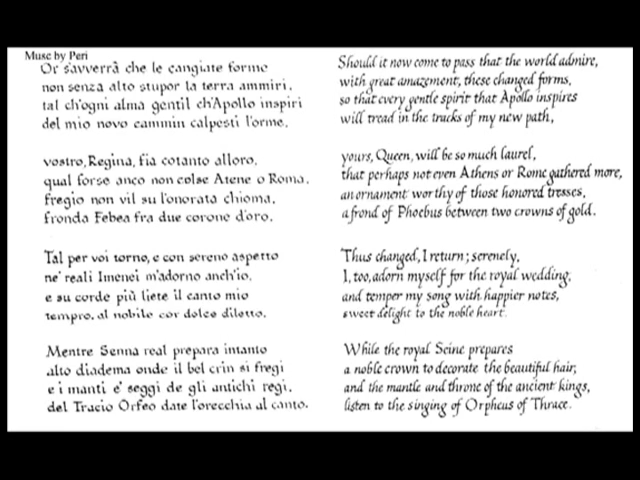 Musc by Peri
Or s'avverrà che le cangiate forme
non senza alto stupor la terra ammiri,
tal ch'ogni alma gentil ch'Apollo inspiri
del mio novo cammin calpesti l'orme,
vostro, Regina, fia cotanto alloro,
qual forse anco non colse Atene o Roma,
fregio non vil su l'onorata chioma,
fronda Febea fra due corone d'oro.
Tal per voi torno, e con sereno aspetto
ne' reali Imenei m'adorno anch'io,
e su corde più liete il canto mio
tempro, al nobile cor dolce diletto.
Mentre Senna real prepara intanto
alto diadema onde il bel crin si fregi
e i manti e' seggi de gli antichi regi,
del Tracio Orfeo date l'orecchia al canto.
Should it now come to pass that the world admire,
with great amazement, these changed forms,
so that every gentle spirit that Apollo inspires
will tread in the tracks of my new path,
yours, Queen, will be so much laurel,
that perhaps not even Athens or Rome gathered more,
an ornament worthy of those honored tresses,
a frond of Phoebus between two crowns of gold.
Thus changed, I return; serenely,
I, too, adorn myself for the royal wedding,
and temper my song with happier notes,
sweet delight to the noble heart.
While the royal Seine prepares
a noble crown to decorate the beautiful hair,
and the mantle and throne of the ancient kings,
listen to the singing of Orpheus of Thrace.